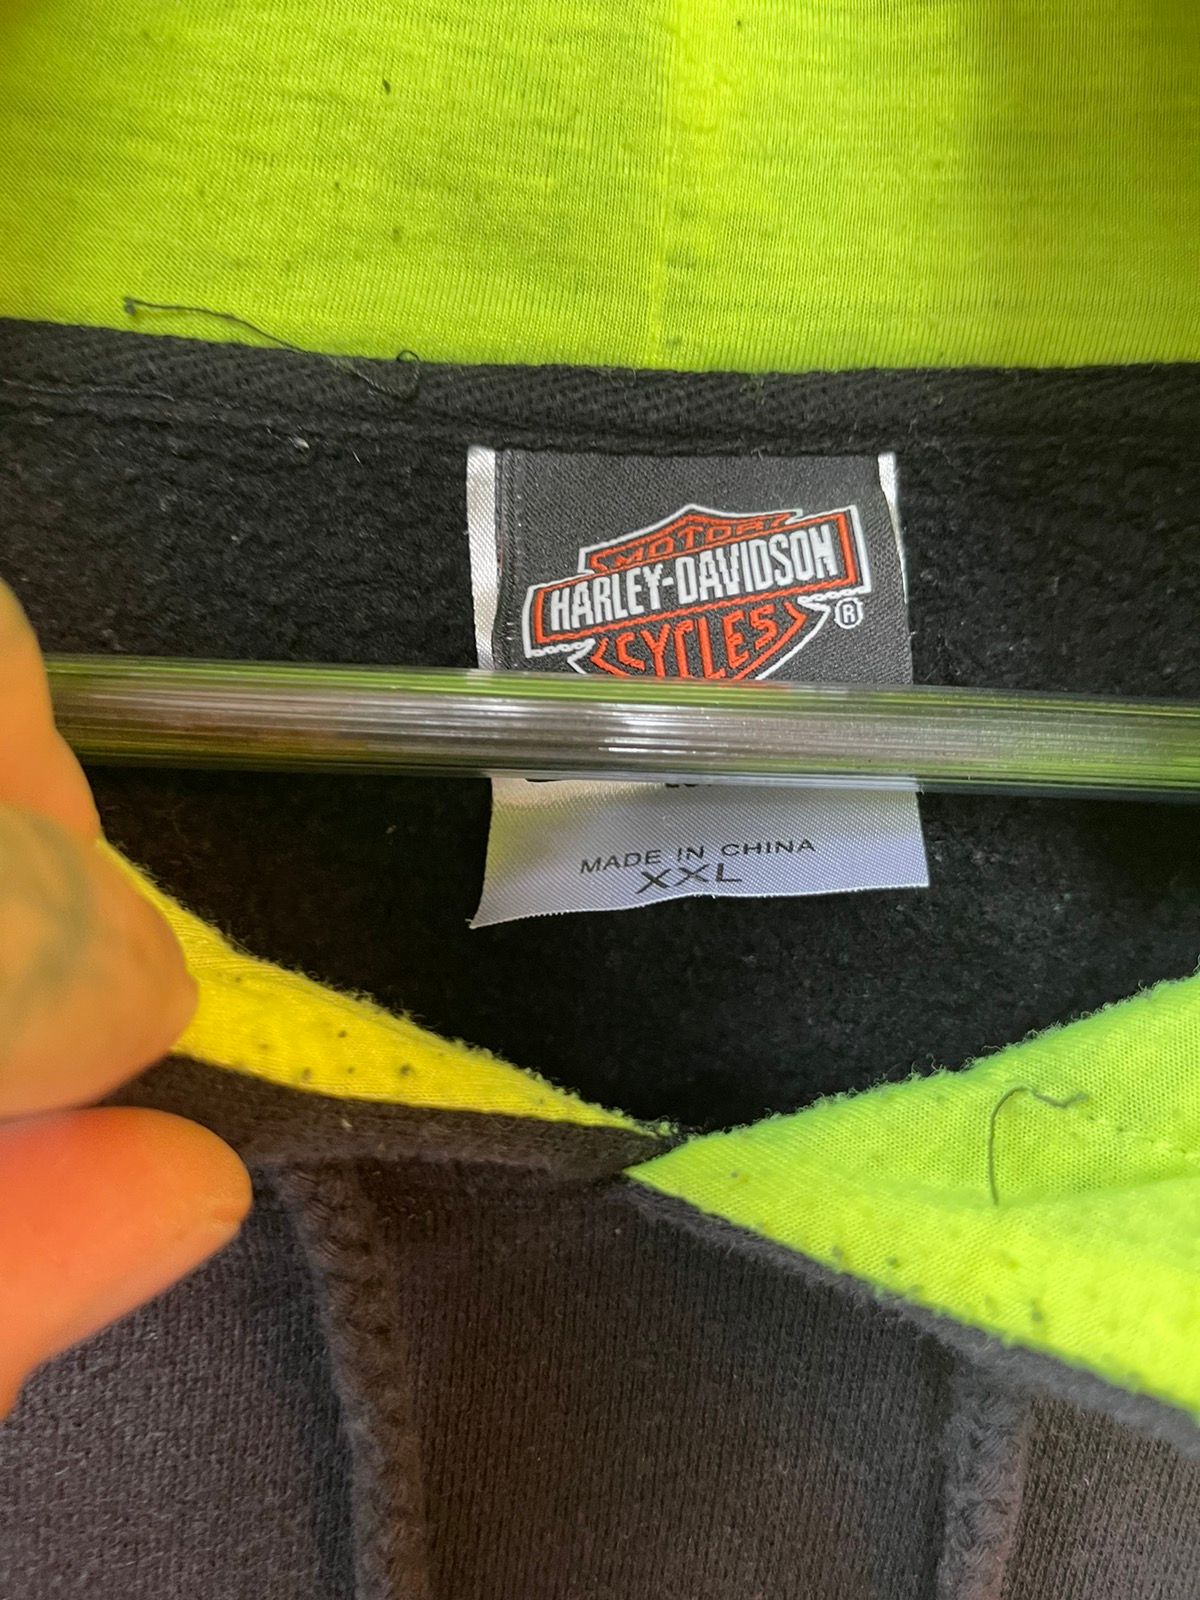 MOTOR
HARLEY-DAVIDSON
CYCLES
®
MADE IN CHINA
XXL